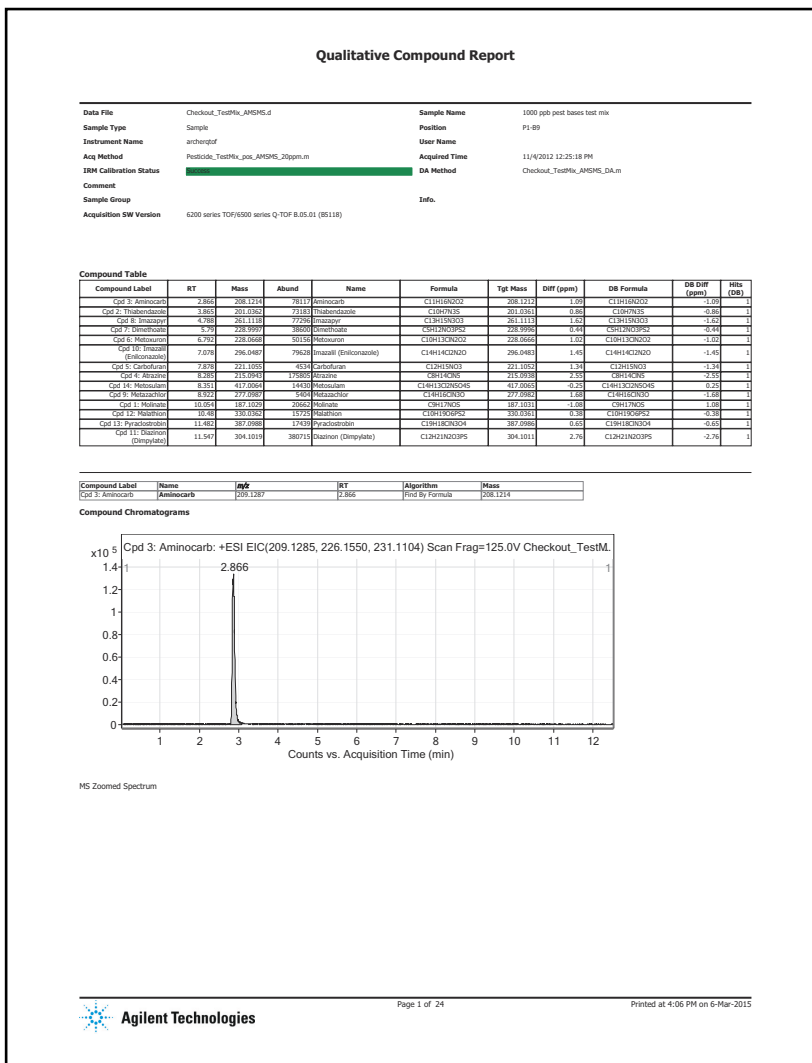 Qualitative Compound Report
Data File Checkout_TestMix_AMSMS.d Sample Name 1000 ppb pest bases test mix
Sample Type Sample Position P1-B9
Instrument Name archerqtof User Name
Acq Method Pesticide_TestMix_pos_AMSMS_20ppm.m Acquired Time 11/4/2012 12:25:18 PM
IRM Calibration Status Success DA Method Checkout_TestMix_AMSMS_DA.m
Comment
Sample Group Info.
Acquisition SW Version 6200 series TOF/6500 series Q-TOF B.05.01 (B5118)
Compound Table
Compound Label RT Mass Abund Name Formula Tgt Mass Diff (ppm) DB Formula DB Diff (ppm) Hits (DB)
Cpd 3: Aminocarb 2.866 208.1214 78117 Aminocarb C11H16N2O2 208.1212 1.09 C11H16N2O2 -1.09 1
Cpd 2: Thiabendazole 3.865 201.0362 73183 Thiabendazole C10H7N3S 201.0361 0.86 C10H7N3S -0.86 1
Cpd 8: Imazapyr 4.788 261.1118 77296 Imazapyr C13H15N3O3 261.1113 1.62 C13H15N3O3 -1.62 1
Cpd 7: Dimethoate 5.79 228.9997 38600 Dimethoate C5H12NO3PS2 228.9996 0.44 C5H12NO3PS2 -0.44 1
Cpd 6: Metoxuron 6.792 228.0668 50156 Metoxuron C10H13ClN2O2 228.0666 1.02 C10H13ClN2O2 -1.02 1
Cpd 10: Imazalil (Enilconazole) 7.078 296.0487 79628 Imazalil (Enilconazole) C14H14Cl2N2O 296.0483 1.45 C14H14Cl2N2O -1.45 1
Cpd 5: Carbofuran 7.878 221.1055 4534 Carbofuran C12H15NO3 221.1052 1.34 C12H15NO3 -1.34 1
Cpd 4: Atrazine 8.285 215.0943 175805 Atrazine C8H14ClN5 215.0938 2.55 C8H14ClN5 -2.55 1
Cpd 14: Metosulam 8.351 417.0064 14430 Metosulam C14H13Cl2N5O4S 417.0065 -0.25 C14H13Cl2N5O4S 0.25 1
Cpd 9: Metazachlor 8.922 277.0987 5404 Metazachlor C14H16ClN3O 277.0982 1.68 C14H16ClN3O -1.68 1
Cpd 1: Molinate 10.054 187.1029 20662 Molinate C9H17NOS 187.1031 -1.08 C9H17NOS 1.08 1
Cpd 12: Malathion 10.48 330.0362 15725 Malathion C10H19O6PS2 330.0361 0.38 C10H19O6PS2 -0.38 1
Cpd 13: Pyraclostrobin 11.482 387.0988 17439 Pyraclostrobin C19H18ClN3O4 387.0986 0.65 C19H18ClN3O4 -0.65 1
Cpd 11: Diazinon (Dimpylate) 11.547 304.1019 380715 Diazinon (Dimpylate) C12H21N2O3PS 304.1011 2.76 C12H21N2O3PS -2.76 1
Compound Label Name m/z RT Algorithm Mass
Cpd 3: Aminocarb Aminocarb 209.1287 2.866 Find By Formula 208.1214
Compound Chromatograms
x10 5 Cpd 3: Aminocarb: +ESI EIC(209.1285, 226.1550, 231.1104) Scan Frag=125.0V Checkout_TestM...
1.4 1 2.866 1
1.2
1
0.8
0.6
0.4
0.2
0
1 2 3 4 5 6 7 8 9 10 11 12
Counts vs. Acquisition Time (min)
MS Zoomed Spectrum
Agilent Technologies
Page 1 of 24
Printed at 4:06 PM on 6-Mar-2015